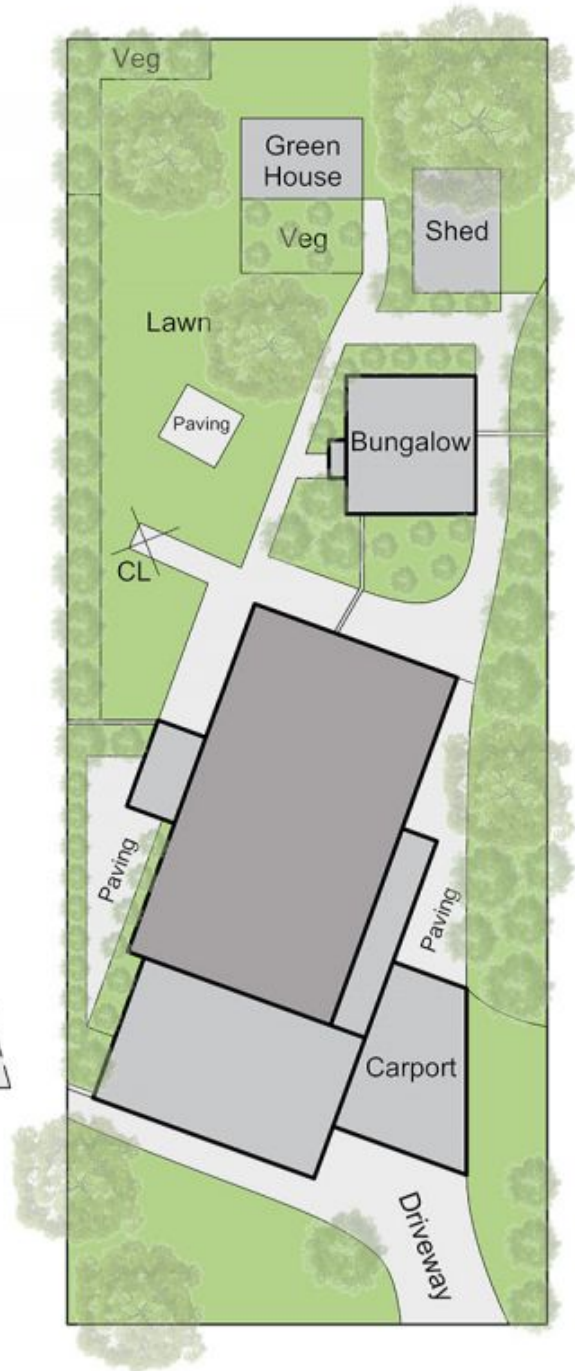 Veg
Green
House
Veg
Shed
Lawn
Paving
Bungalow
CL
Paving
Paving
Carport
Driveway